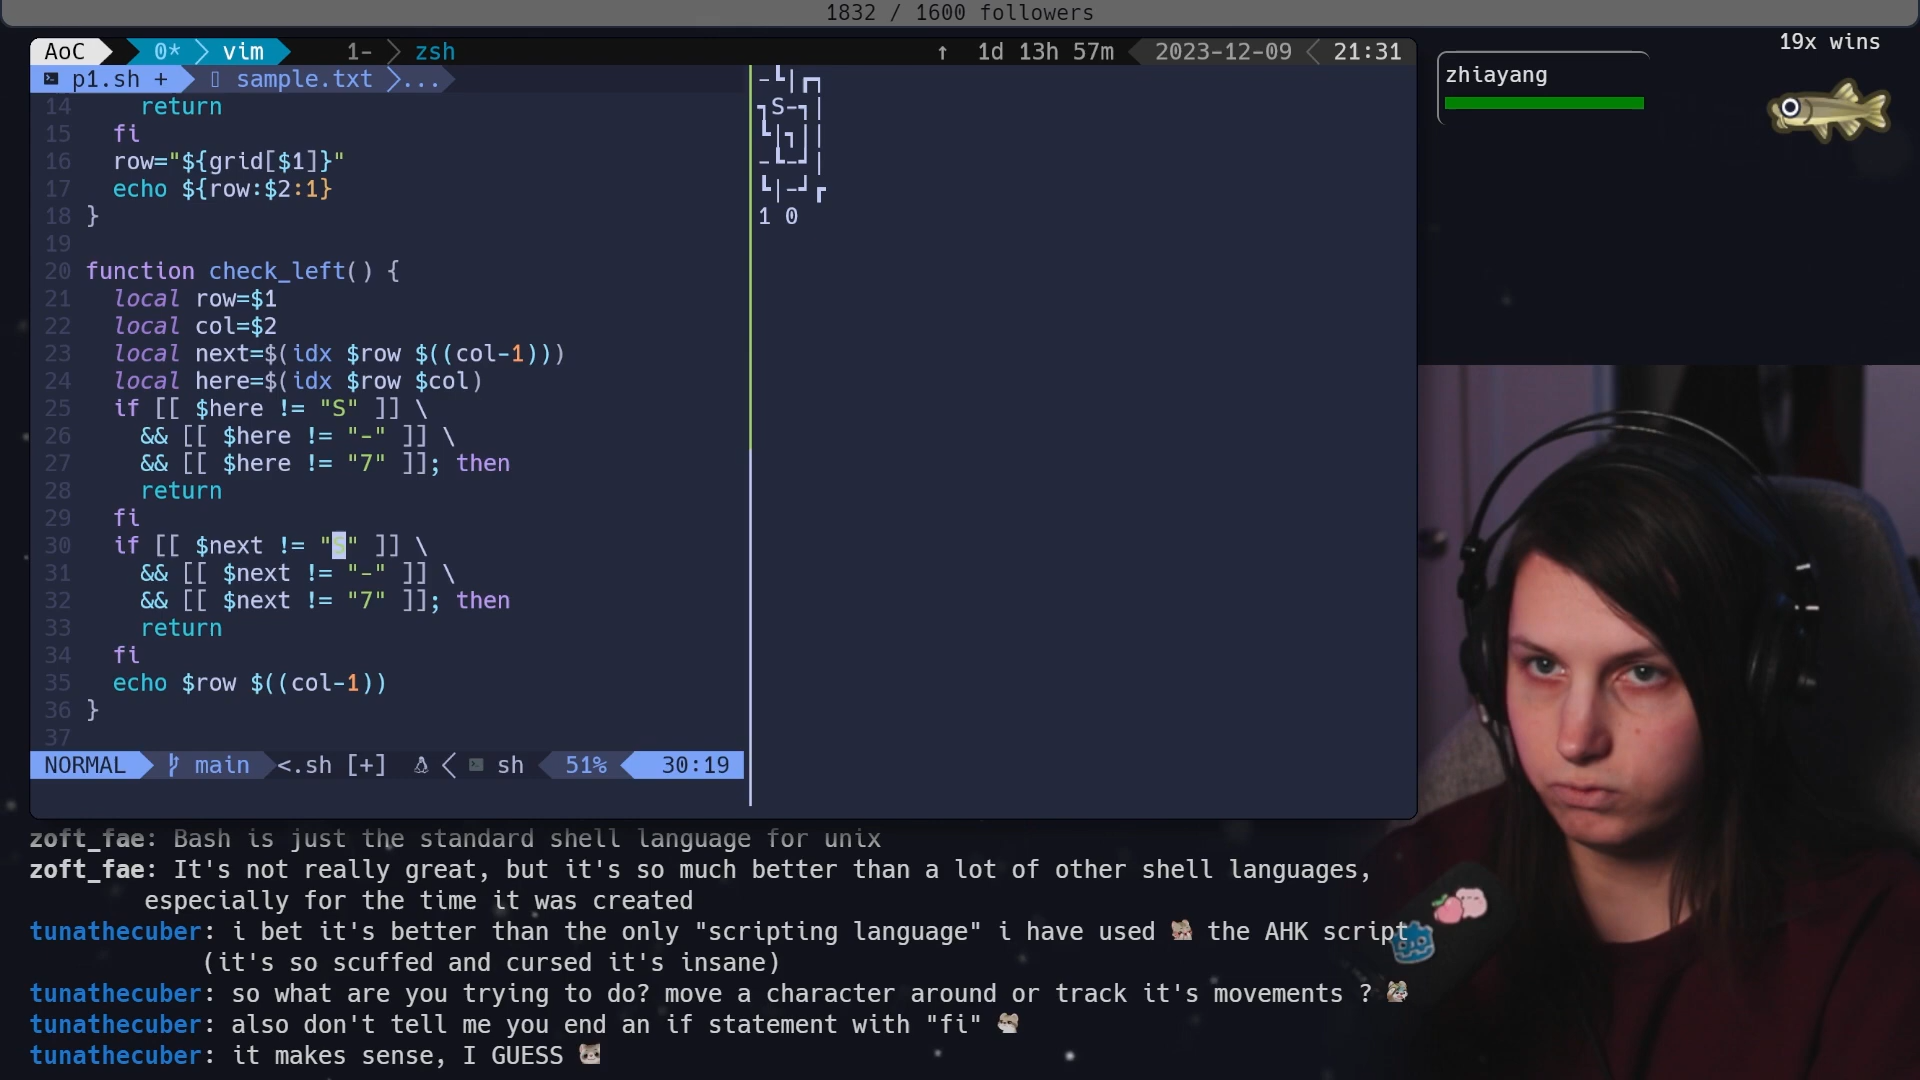 1832 / 1600 followers
AoC 0* vim 1- zsh ↑ 1d 13h 57m 2023-12-09 21:31
p1.sh + sample.txt ...
14 return
15 fi
16 row="${grid[$1]}"
17 echo ${row:$2:1}
18 }
19
20 function check_left() {
21 local row=$1
22 local col=$2
23 local next=$(idx $row $((col-1)))
24 local here=$(idx $row $col)
25 if [[ $here != "S" ]] \
26 && [[ $here != "-" ]] \
27 && [[ $here != "7" ]]; then
28 return
29 fi
30 if [[ $next != "S" ]] \
31 && [[ $next != "-" ]] \
32 && [[ $next != "7" ]]; then
33 return
34 fi
35 echo $row $((col-1))
36 }
37
NORMAL main <.sh [+] sh 51% 30:19
-┗|┏┓
┓S-┓|
┗|┓||
-┗-┛|
┗|-┛┏
1 0
19x wins
zhiayang
zoft_fae: Bash is just the standard shell language for unix
zoft_fae: It's not really great, but it's so much better than a lot of other shell languages,
especially for the time it was created
tunathecuber: i bet it's better than the only "scripting language" i have used the AHK script
(it's so scuffed and cursed it's insane)
tunathecuber: so what are you trying to do? move a character around or track it's movements ?
tunathecuber: also don't tell me you end an if statement with "fi"
tunathecuber: it makes sense, I GUESS